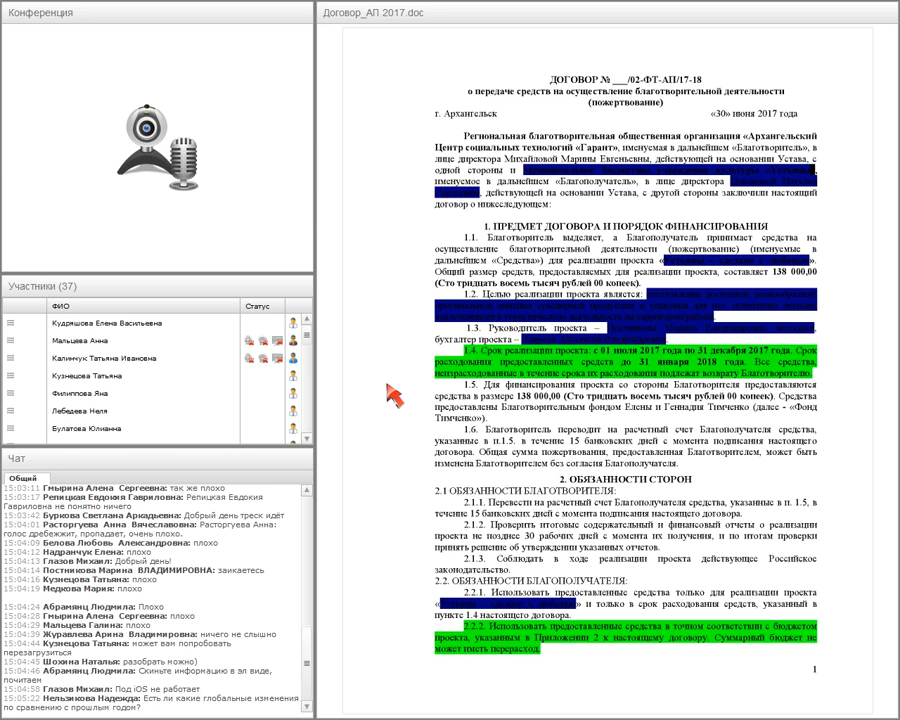 Конференция
Участники (37)
ФИО Статус
Кудряшова Елена Васильевна
Мальцева Анна
Калинчук Татьяна Ивановна
Кузнецова Татьяна
Филиппова Яна
Лебедева Неля
Булатова Юлианна
Чат
Общий
15:03:11 Гмырина Алена Сергеевна: так же плохо
15:03:17 Репицкая Евдокия Гавриловна: Репицкая Евдокия
Гавриловна не понятно ничего
15:03:42 Буркова Светлана Аркадьевна: Добрый день треск идёт
15:04:01 Расторгуева Анна Вячеславовна: Расторгуева Анна:
голос дребезжит, пропадает, очень плохо.
15:04:09 Белова Любовь Александровна: плохо
15:04:12 Надранчук Елена: плохо
15:04:13 Глазов Михаил: Добрый день!
15:04:14 Постникова Марина ВЛАДИМИРОВНА: заикаетесь
15:04:16 Кузнецова Татьяна: плохо
15:04:19 Медкова Мария: плохо
15:04:24 Абрамянц Людмила: Плохо
15:04:28 Гмырина Алена Сергеевна: плохо
15:04:29 Мальцева Галина: плохо
15:04:39 Журавлева Арина Владимировна: ничего не слышно
15:04:44 Кузнецова Татьяна: может вам попробовать
перезагрузиться
15:04:45 Шохина Наталья: разобрать можно)
15:04:46 Абрамянц Людмила: Скиньте информацию в эл виде,
почитаем
15:04:58 Глазов Михаил: Под iOS не работает
15:05:22 Нельзикова Надежда: Есть ли какие глобальные изменения
по сравнению с прошлым годом?
Договор_АП 2017.doc
ДОГОВОР № ___/02-ФТ-АП/17-18
о передаче средств на осуществление благотворительной деятельности
(пожертвование)
г. Архангельск «30» июня 2017 года
Региональная благотворительная общественная организация «Архангельский
Центр социальных технологий «Гарант», именуемая в дальнейшем «Благотворитель», в
лице директора Михайловой Марины Евгеньевны, действующей на основании Устава, с
одной стороны и
именуемое в дальнейшем «Благополучатель», в лице директора
, действующей на основании Устава, с другой стороны заключили настоящий
договор о нижеследующем:
1. ПРЕДМЕТ ДОГОВОРА И ПОРЯДОК ФИНАНСИРОВАНИЯ
1.1. Благотворитель выделяет, а Благополучатель принимает средства на
осуществление благотворительной деятельности (пожертвование) (именуемые в
дальнейшем «Средства») для реализации проекта « ».
Общий размер средств, предоставляемых для реализации проекта, составляет 138 000,00
(Сто тридцать восемь тысяч рублей 00 копеек).
1.2. Целью реализации проекта является:
1.3. Руководитель проекта –
бухгалтер проекта –
1.4. Срок реализации проекта: с 01 июля 2017 года по 31 декабря 2017 года. Срок
расходования предоставленных средств до 31 января 2018 года. Все средства,
неизрасходованные в течение срока их расходования подлежат возврату Благотворителю.
1.5. Для финансирования проекта со стороны Благотворителя предоставляются
средства в размере 138 000,00 (Сто тридцать восемь тысяч рублей 00 копеек). Средства
предоставлены Благотворительным фондом Елены и Геннадия Тимченко (далее - «Фонд
Тимченко»).
1.6. Благотворитель переводит на расчетный счет Благополучателя средства,
указанные в п.1.5. в течение 15 банковских дней с момента подписания настоящего
договора. Общая сумма пожертвования, предоставленная Благотворителем, может быть
изменена Благотворителем без согласия Благополучателя.
2. ОБЯЗАННОСТИ СТОРОН
2.1 ОБЯЗАННОСТИ БЛАГОТВОРИТЕЛЯ:
2.1.1. Перевести на расчетный счет Благополучателя средства, указанные в п. 1.5, в
течение 15 банковских дней с момента подписания настоящего договора.
2.1.2. Проверить итоговые содержательный и финансовый отчеты о реализации
проекта не позднее 30 рабочих дней с момента их получения, и по итогам проверки
принять решение об утверждении указанных отчетов.
2.1.3. Соблюдать в ходе реализации проекта действующее Российское
законодательство.
2.2. ОБЯЗАННОСТИ БЛАГОПОЛУЧАТЕЛЯ:
2.2.1. Использовать предоставленные средства только для реализации проекта
« » и только в срок расходования средств, указанный в
пункте 1.4 настоящего договора.
2.2.2. Использовать предоставленные средства в точном соответствии с бюджетом
проекта, указанным в Приложении 2 к настоящему договору. Суммарный бюджет не
может иметь перерасход.
1